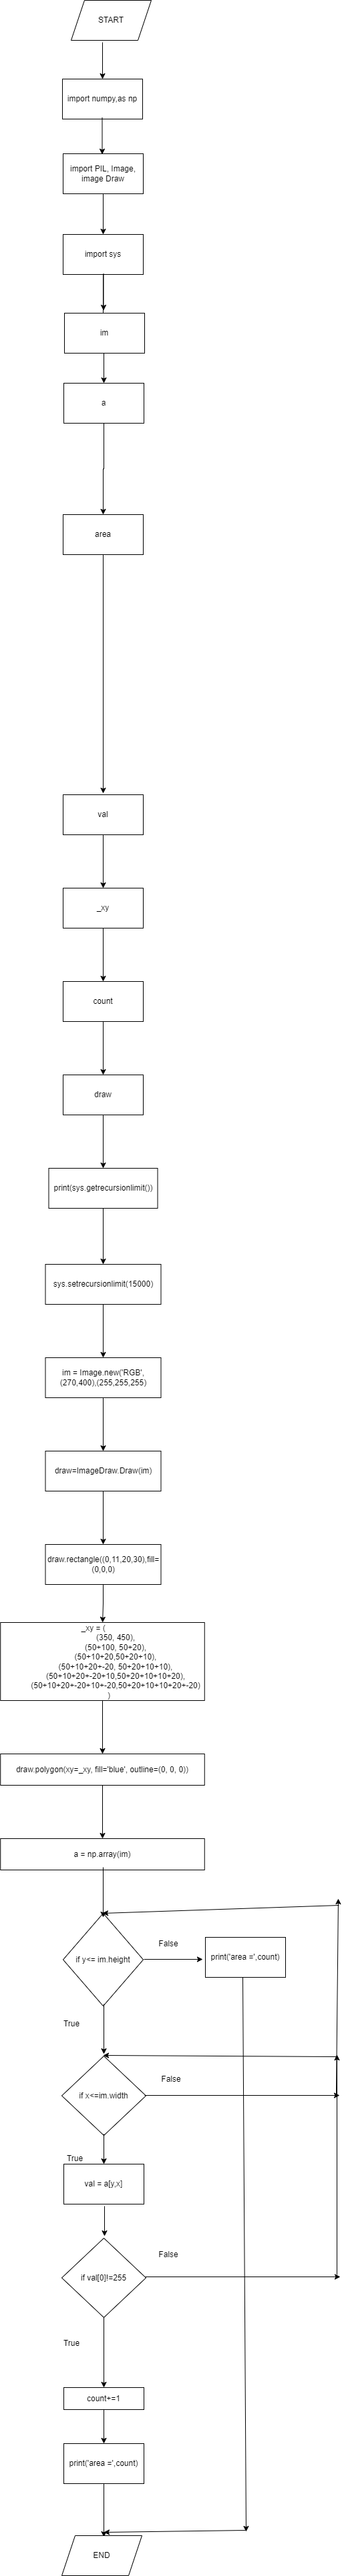 START
import numpy,as np
import PIL, Image,
image Draw
import sys
im
a
area
val
_xy
count
draw
print(sys.getrecursionlimit())
sys.setrecursionlimit(15000)
im = Image.new('RGB',
(270,400),(255,255,255)
draw=ImageDraw.Draw(im)
draw.rectangle((0,11,20,30),fill=
(0,0,0)
_xy = (
(350, 450),
(50+100, 50+20),
(50+10+20,50+20+10),
(50+10+20+-20, 50+20+10+10),
(50+10+20+-20+10,50+20+10+10+20),
(50+10+20+-20+10+-20,50+20+10+10+20+-20)
)
draw.polygon(xy=_xy, fill='blue', outline=(0, 0, 0))
a = np.array(im)
if y<= im.height
False
print('area =',count)
True
if x<=im.width
False
True
val = a[y,x]
if val[0]!=255
False
True
count+=1
print('area =',count)
END